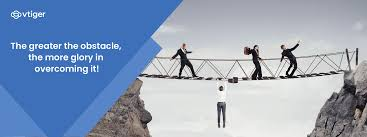 vtiger
The greater the obstacle,
the more glory in
overcoming it!